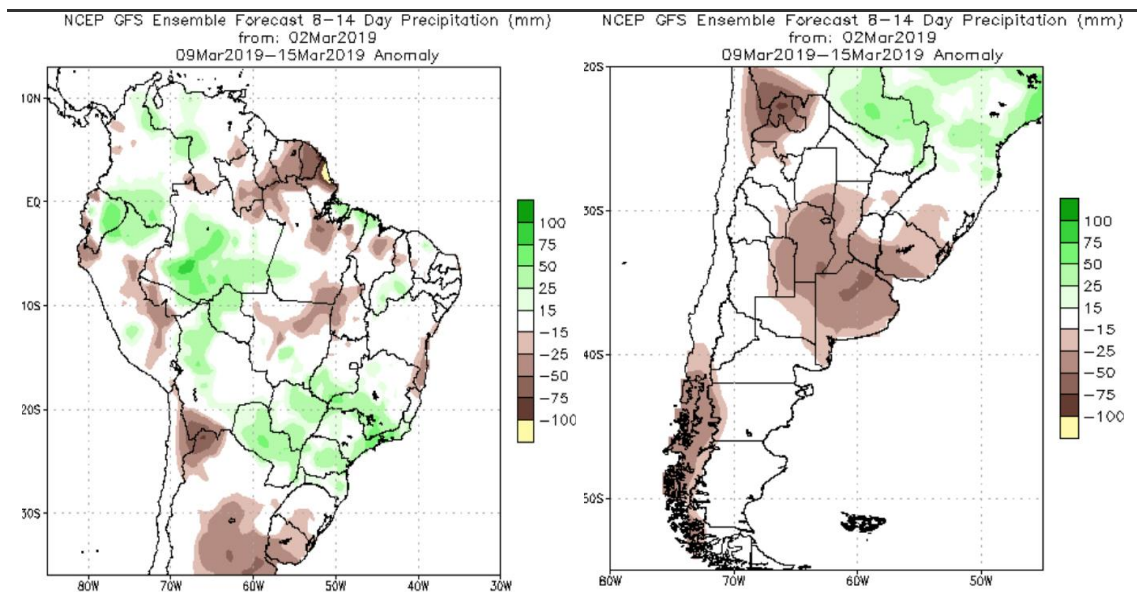 NCEP GFS Ensemble Forecast 8-14 Day Precipitation (mm)
from: 02Mar2019
09Mar2019-15Mar2019 Anomaly
10N
EQ
10S
20S
30S
80W
70W
60W
50W
40W
30W
100
75
50
25
15
-15
-25
-50
-75
-100
NCEP GFS Ensemble Forecast 8-14 Day Precipitation (mm)
from: 02Mar2019
09Mar2019-15Mar2019 Anomaly
20S
30S
40S
50S
80W
70W
60W
50W
100
75
50
25
15
-15
-25
-50
-75
-100